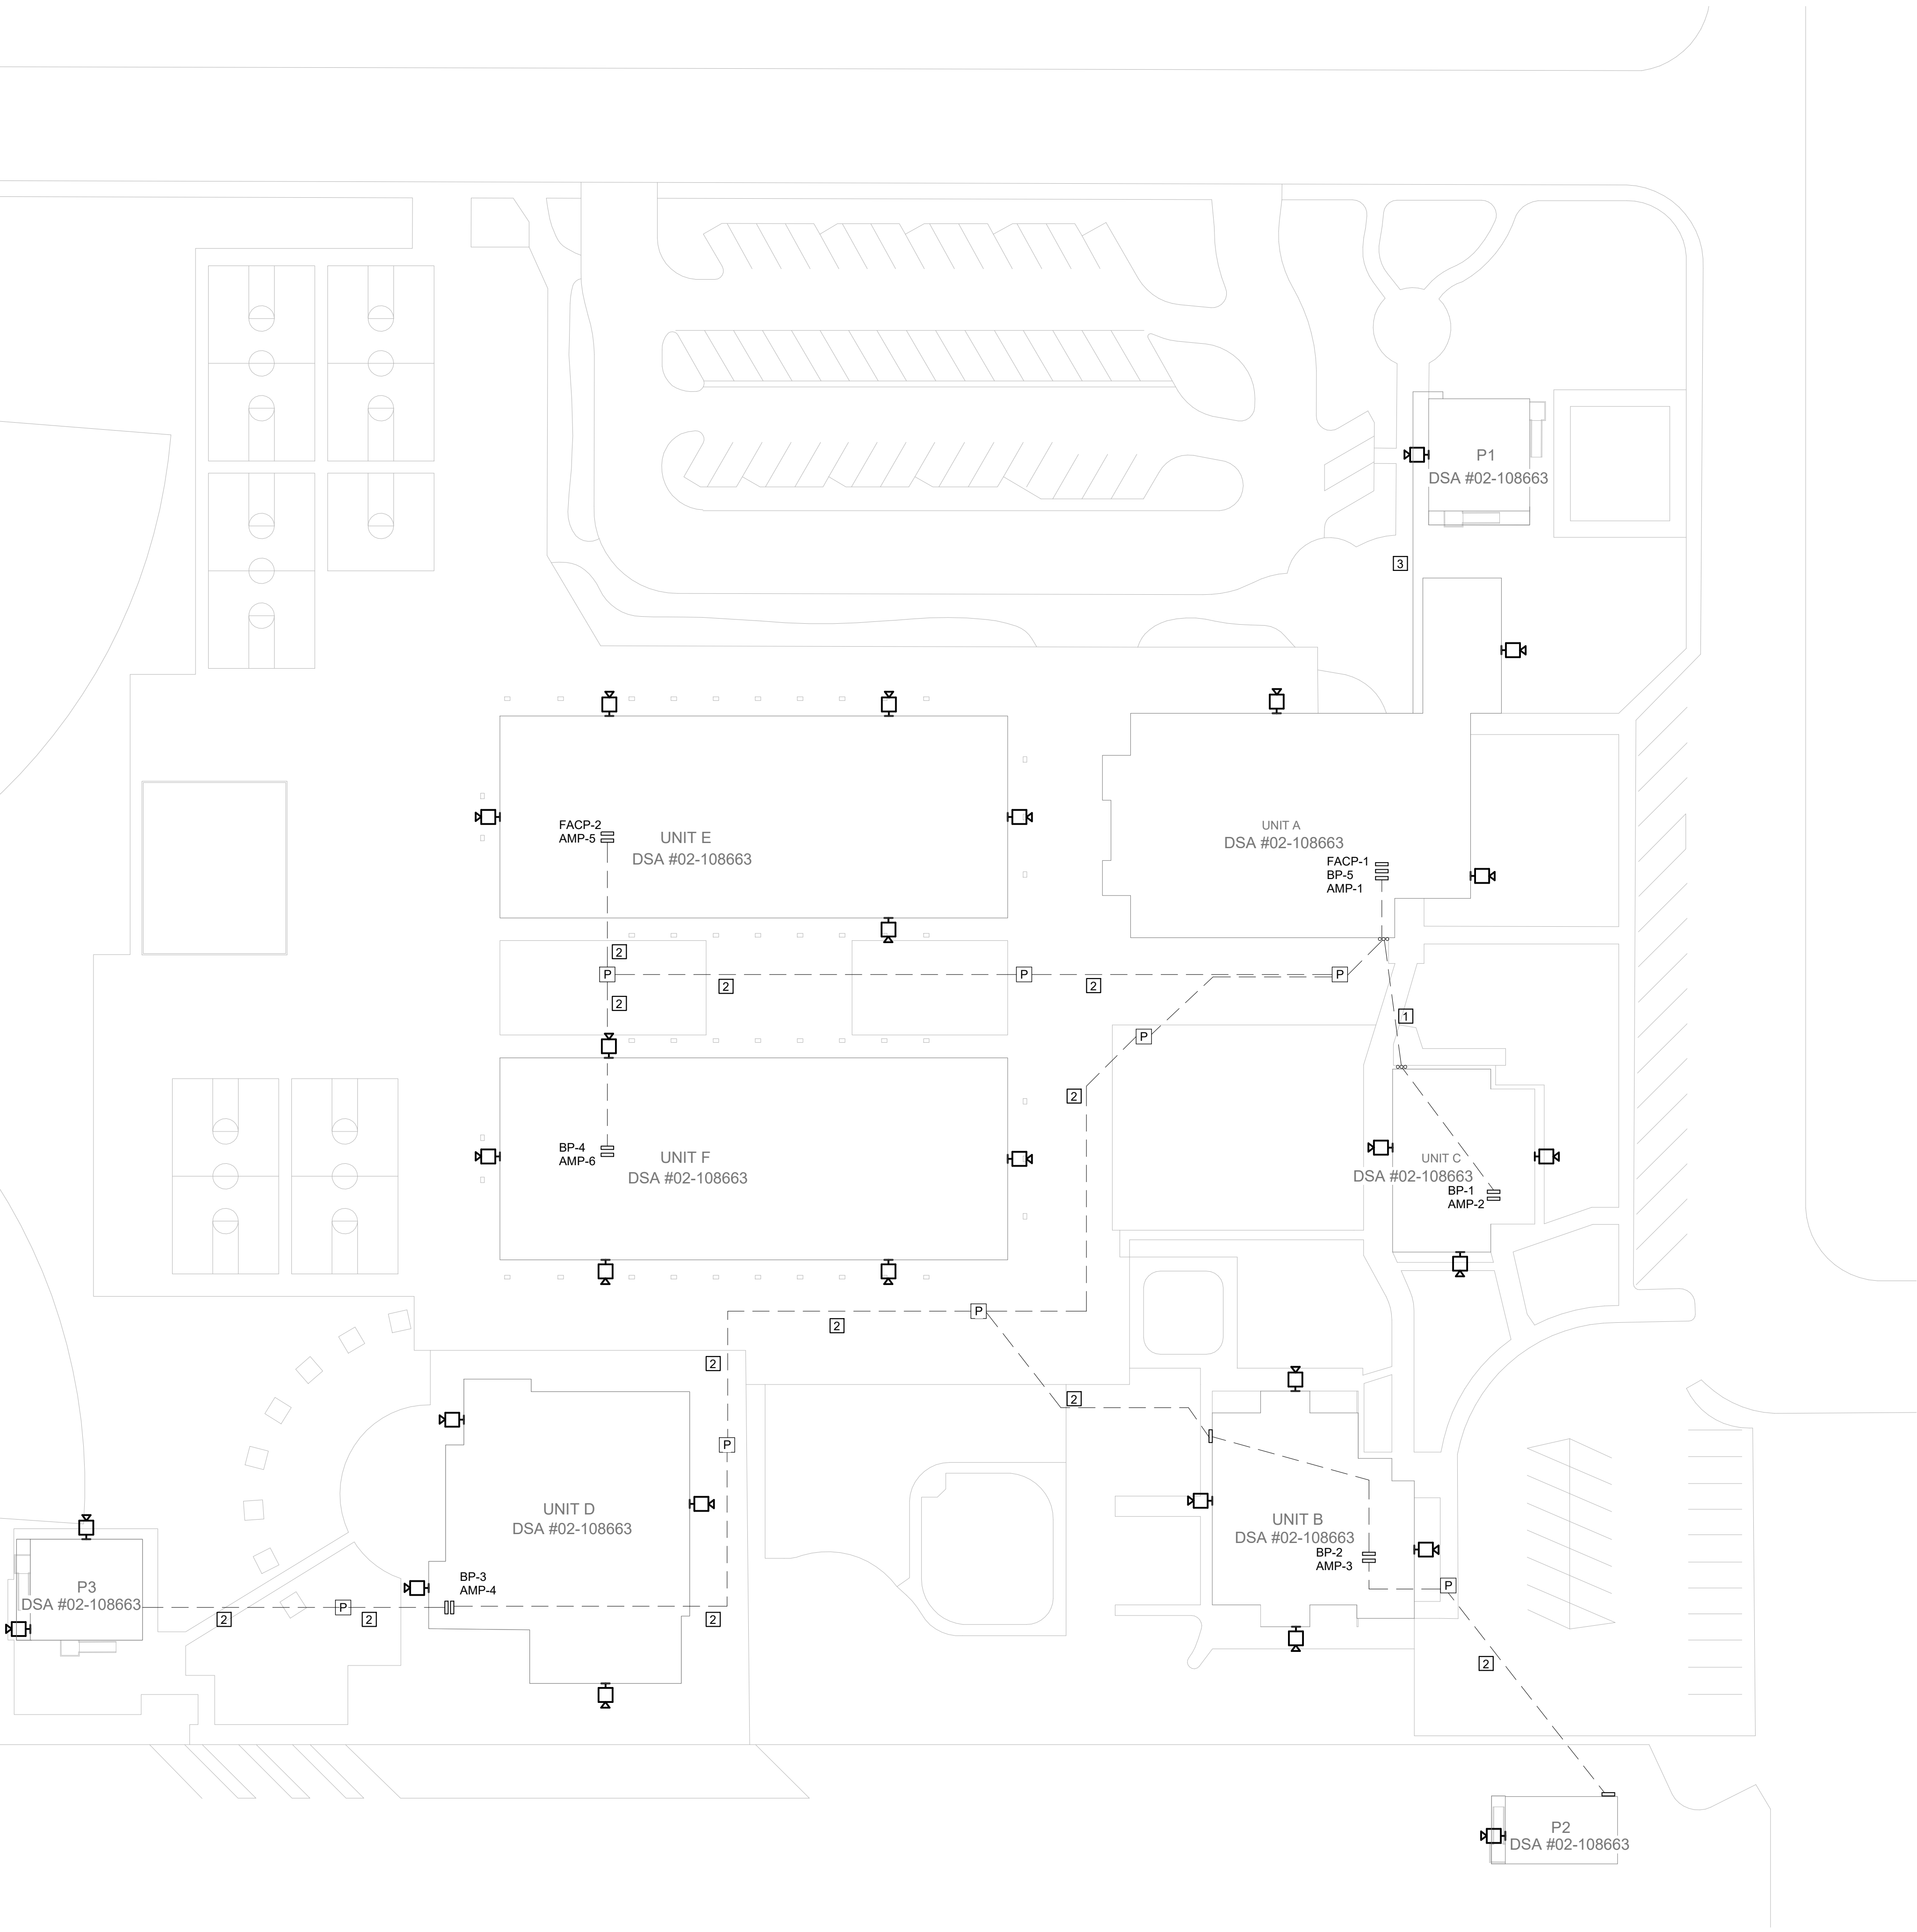 P1
DSA #02-108663
3
FACP-2
AMP-5
UNIT E
DSA #02-108663
UNIT A
DSA #02-108663
FACP-1
BP-5
AMP-1
2
P
2
P
2
P
2
1
P
2
BP-4
AMP-6
UNIT F
DSA #02-108663
UNIT C
DSA #02-108663
BP-1
AMP-2
P
2
2
2
P
UNIT D
DSA #02-108663
UNIT B
DSA #02-108663
BP-2
AMP-3
P3
DSA #02-108663
BP-3
AMP-4
P
2
P
2
2
2
P2
DSA #02-108663